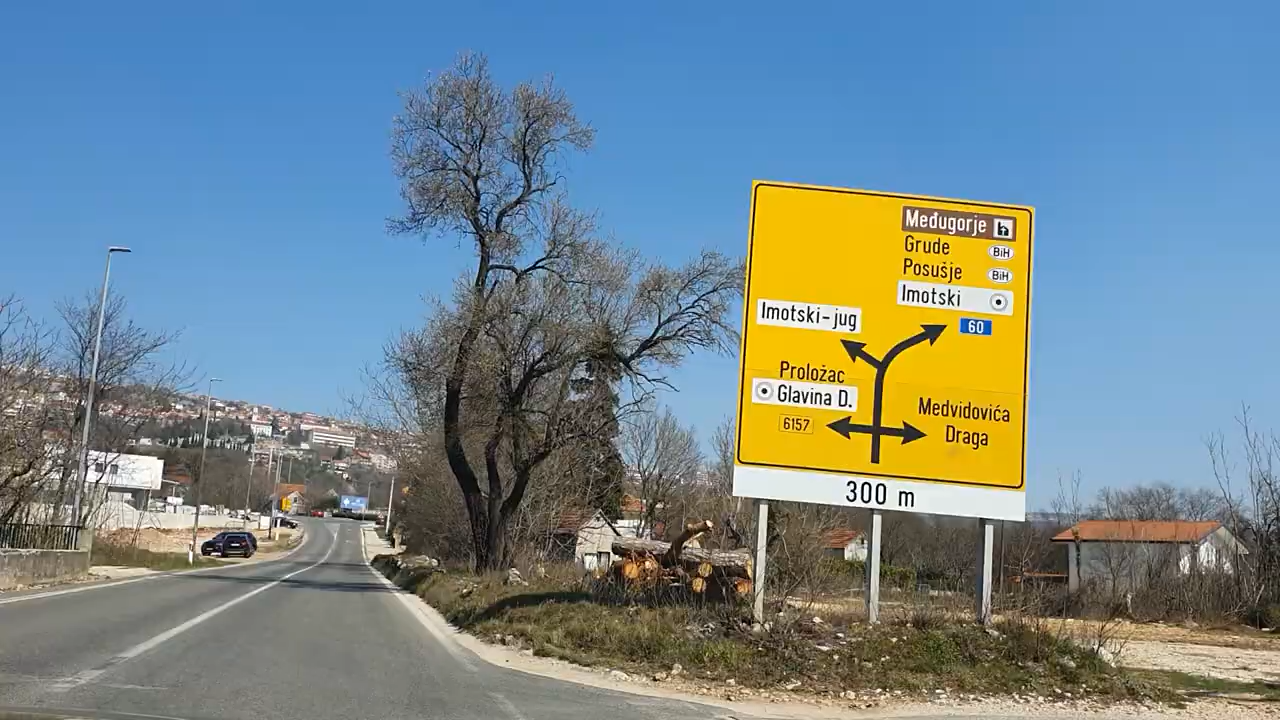 Međugorje
Grude BiH
Posušje BiH
Imotski
60
Imotski-jug
Proložac
Glavina D.
6157
Medvidovića
Draga
300 m